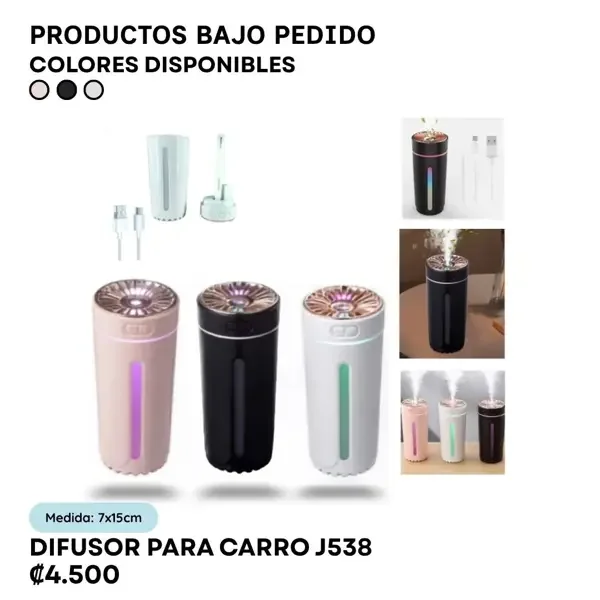 PRODUCTOS BAJO PEDIDO
COLORES DISPONIBLES
Medida: 7x15cm
DIFUSOR PARA CARRO J538
₡4.500